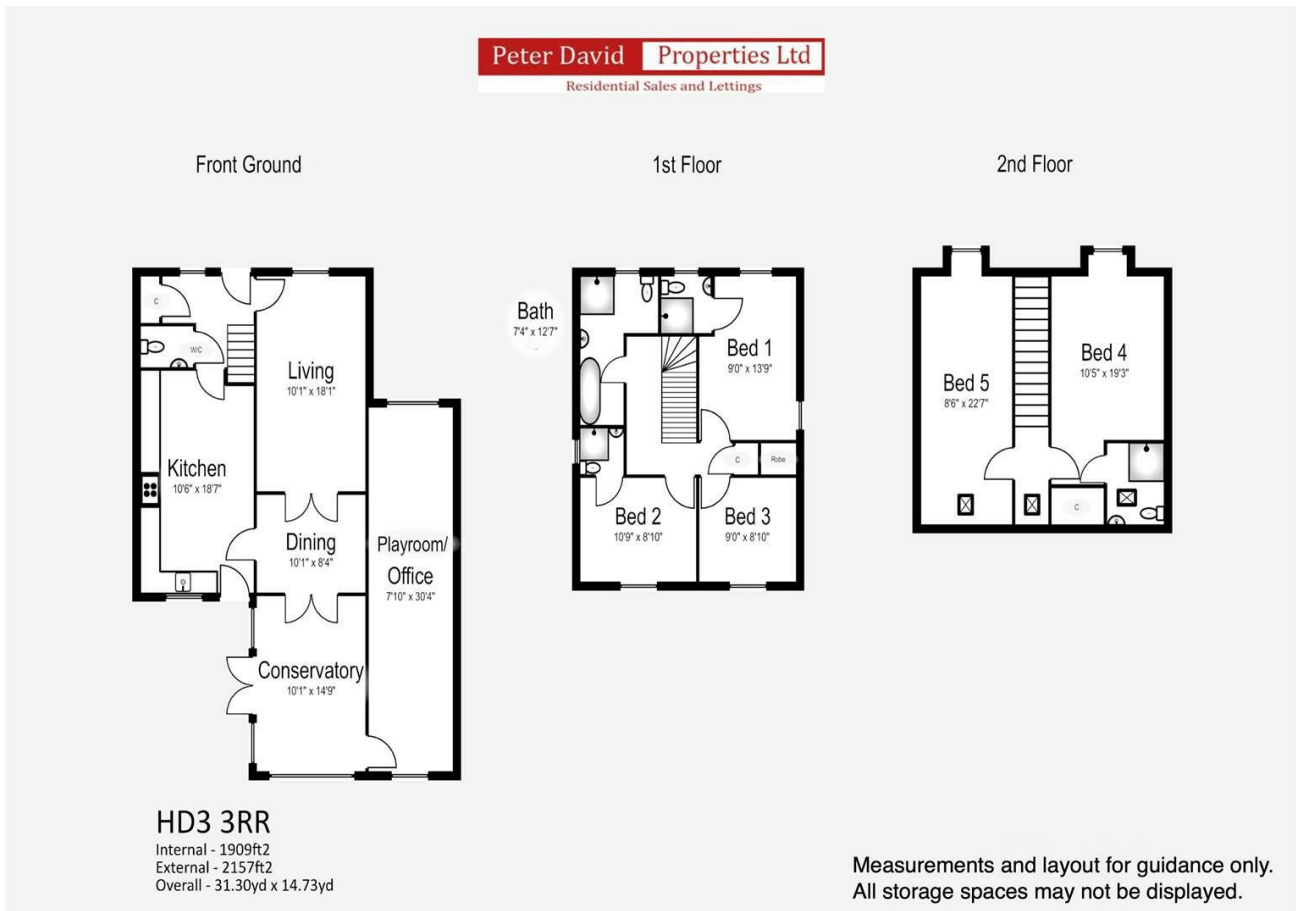 Peter David Properties Ltd
Residential Sales and Lettings
Front Ground
1st Floor
2nd Floor
C
WC
Living
10'1" x 18'1"
Kitchen
10'6" x 18'7"
Dining
10'1" x 8'4"
Playroom/
Office
7'10" x 30'4"
Conservatory
10'1" x 14'9"
Bath
7'4" x 12'7"
Bed 1
9'0" x 13'9"
C
Robe
Bed 2
10'9" x 8'10"
Bed 3
9'0" x 8'10"
Bed 4
10'5" x 19'3"
Bed 5
8'6" x 22'7"
C
HD3 3RR
Internal - 1909ft2
External - 2157ft2
Overall - 31.30yd x 14.73yd
Measurements and layout for guidance only.
All storage spaces may not be displayed.